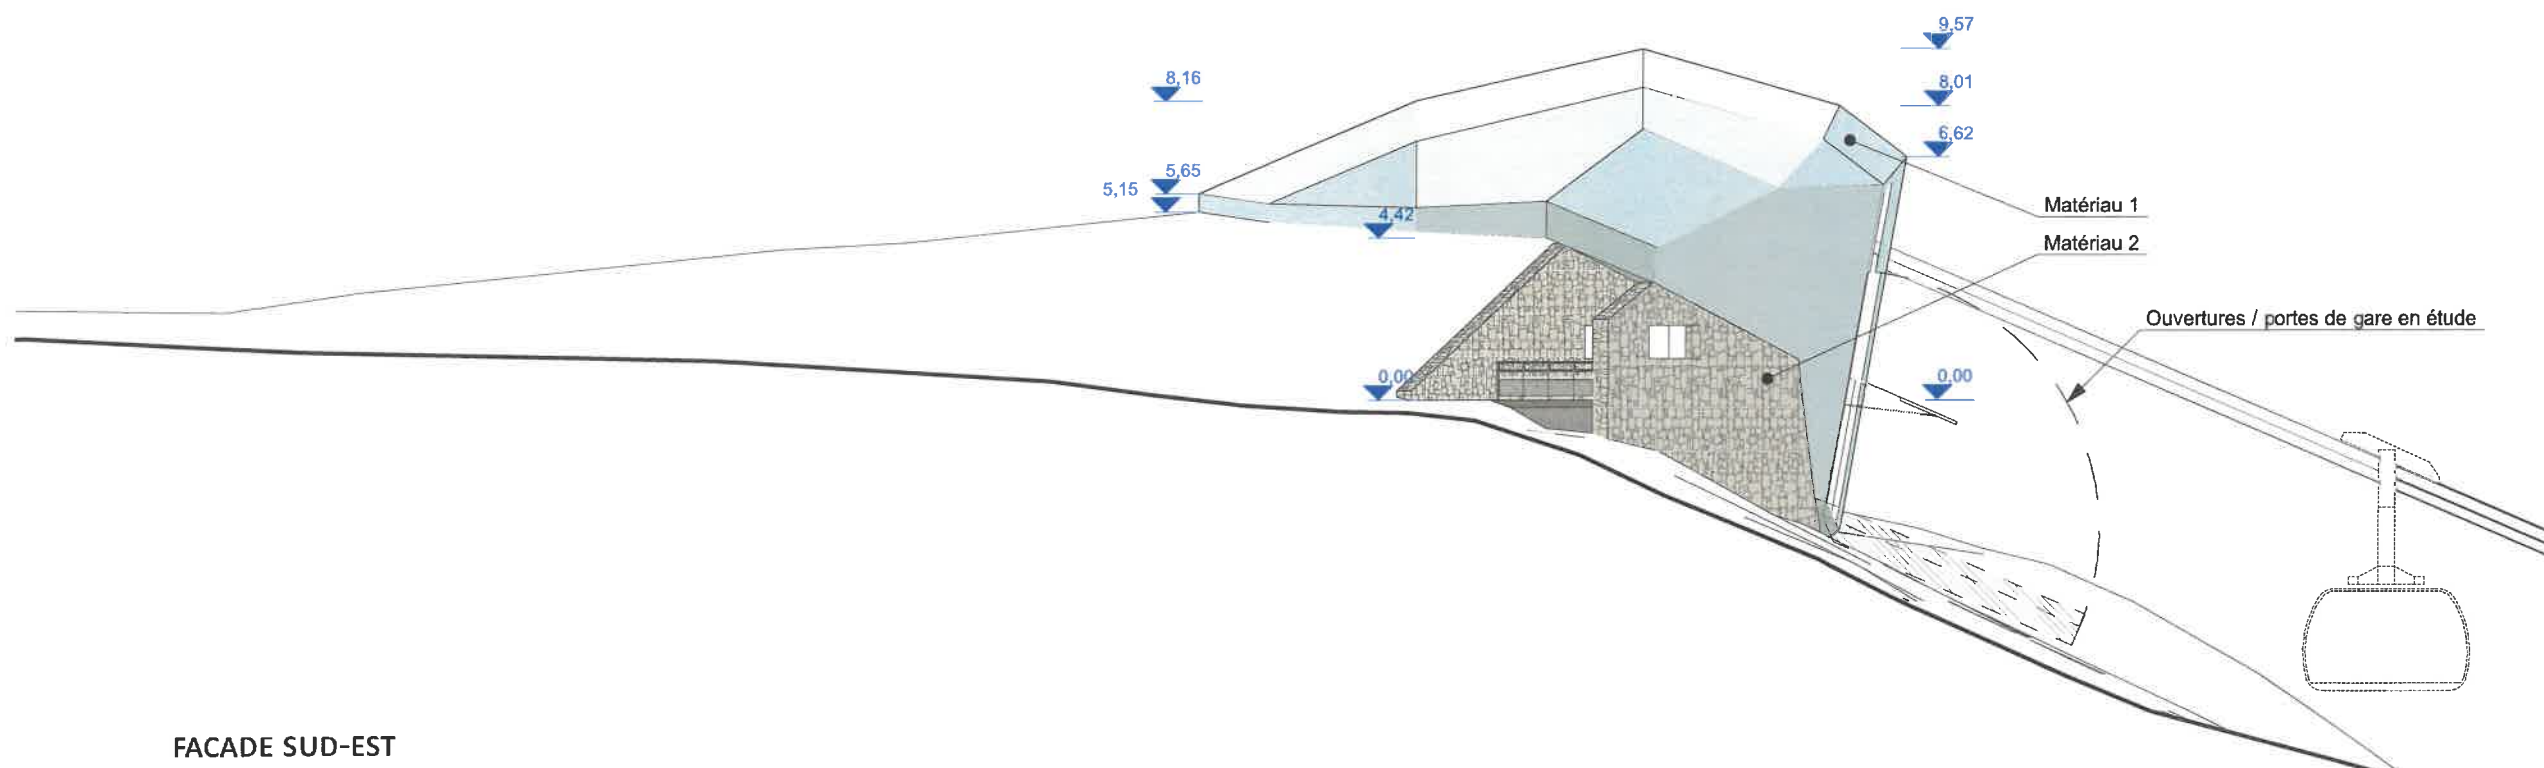 9,57
8,16
8,01
6,62
5,65
5,15
4,42
Matériau 1
Matériau 2
Ouvertures / portes de gare en étude
0,00
0,00
FACADE SUD-EST